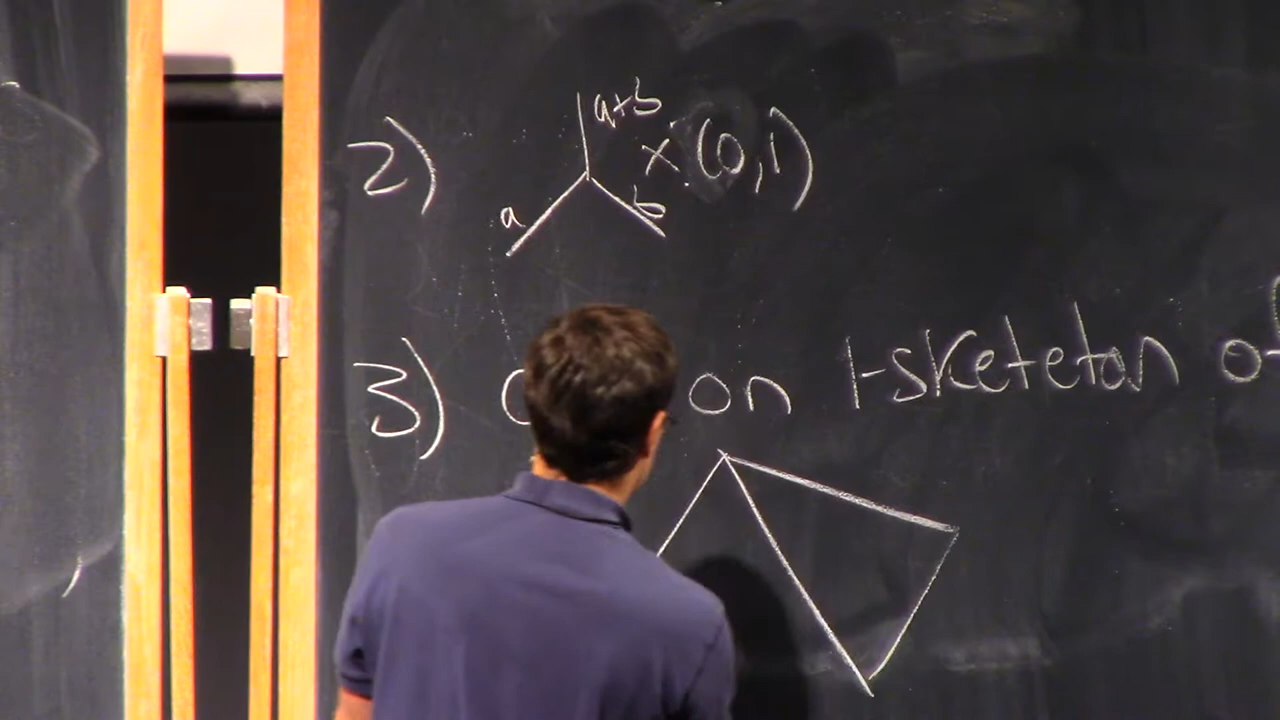 2) a+b × (0,1)
a b
3) on 1-skeleton of